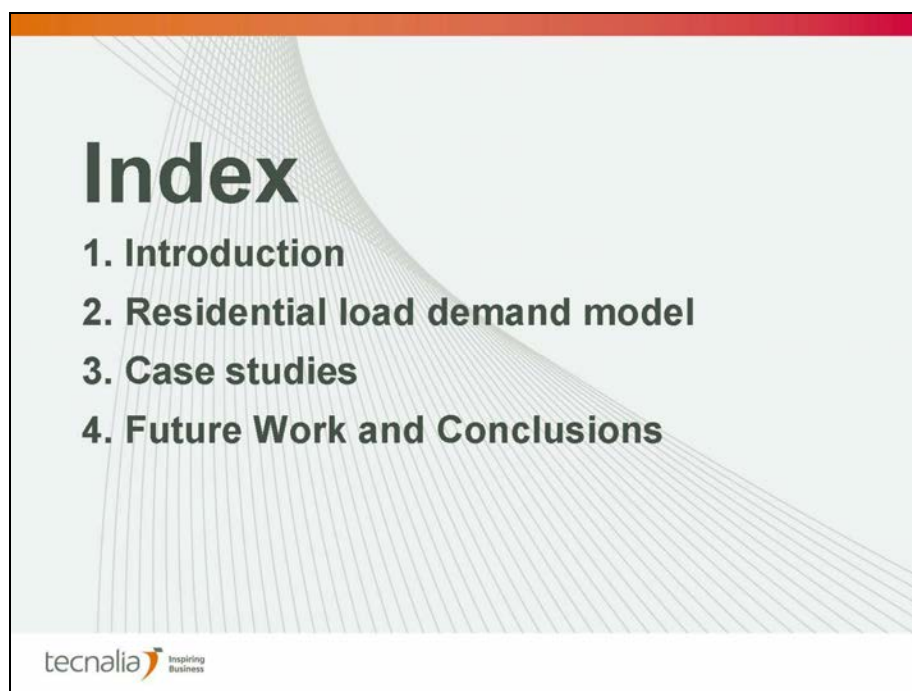 Index
1. Introduction
2. Residential load demand model
3. Case studies
4. Future Work and Conclusions
tecnalia Inspiring
Business